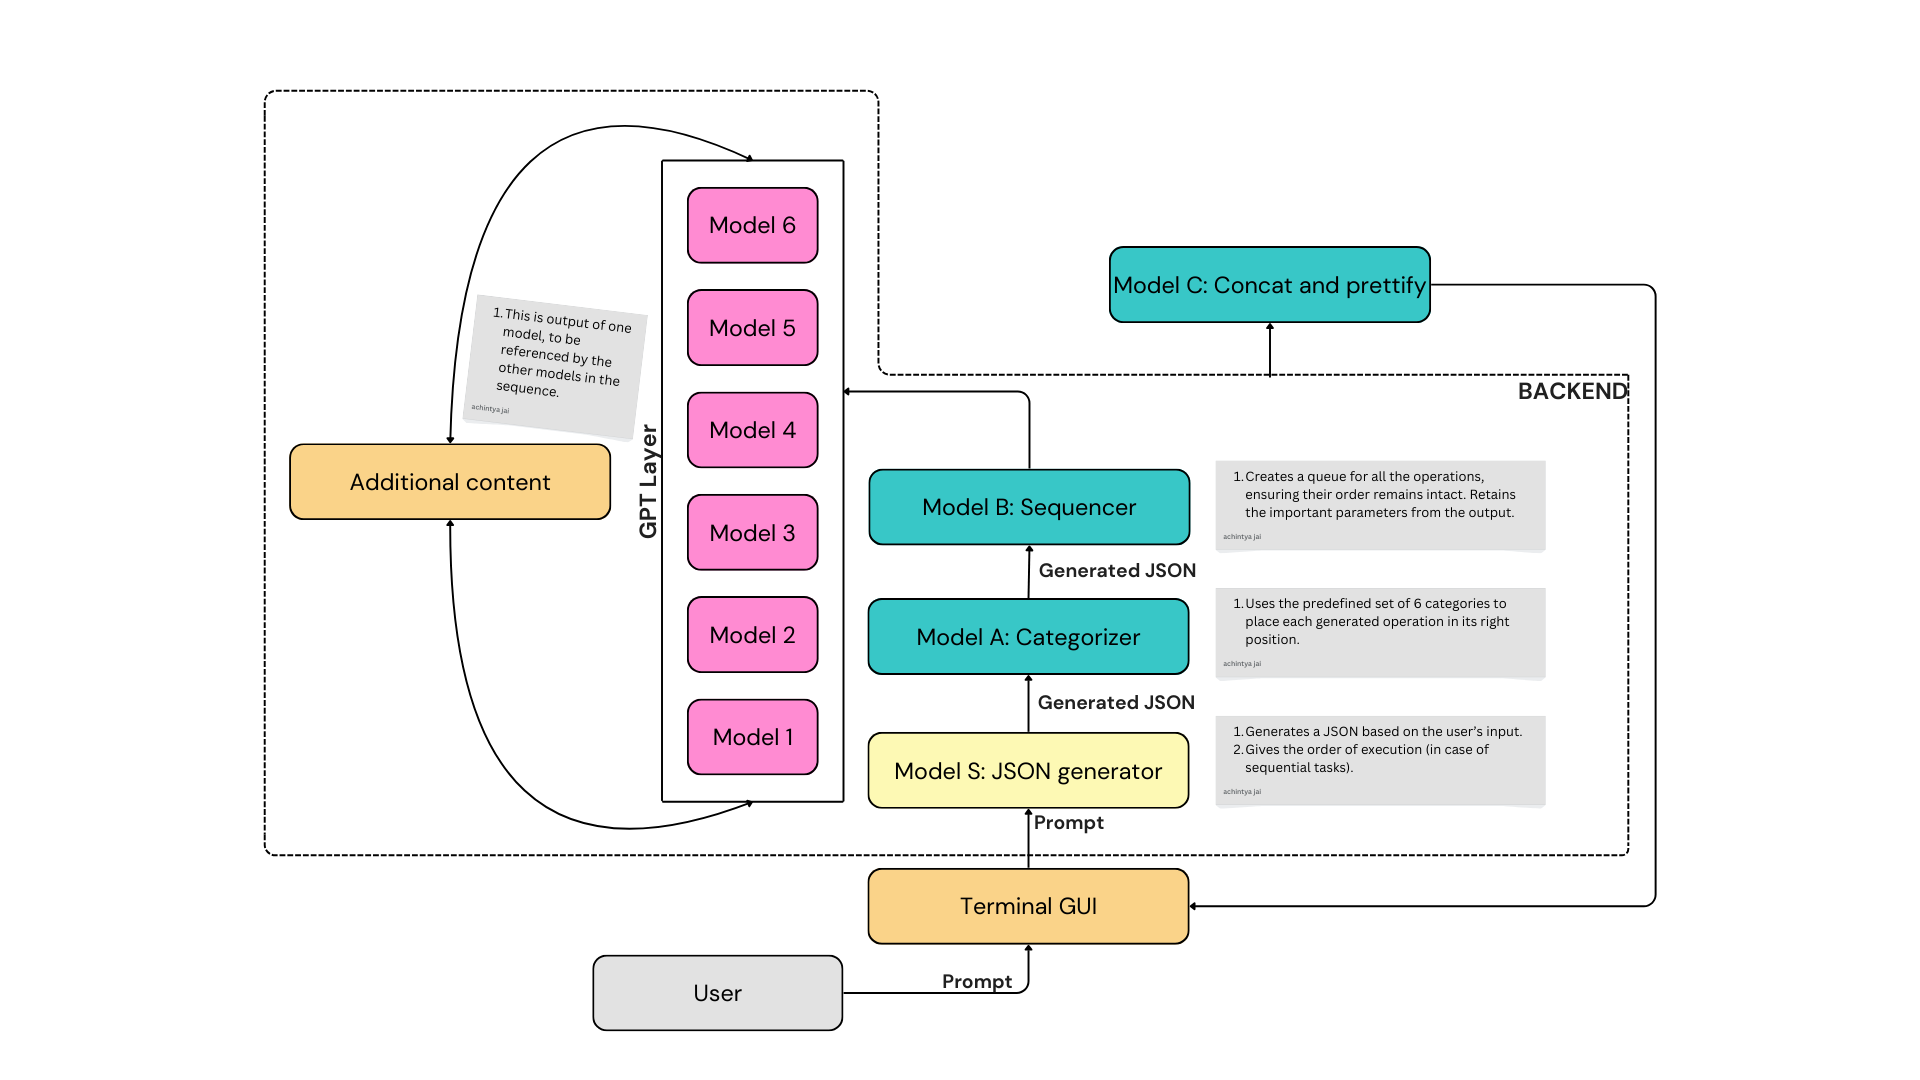 Model 6
Model C: Concat and prettify
1. This is output of one
model, to be
referenced by the
other models in the
sequence.
achintya jai
Model 5
BACKEND
Model 4
GPT Layer
Additional content
Model B: Sequencer
1. Creates a queue for all the operations,
ensuring their order remains intact. Retains
the important parameters from the output.
achintya jai
Model 3
Generated JSON
Model 2
Model A: Categorizer
1. Uses the predefined set of 6 categories to
place each generated operation in its right
position.
achintya jai
Generated JSON
Model 1
Model S: JSON generator
1. Generates a JSON based on the user's input.
2. Gives the order of execution (in case of
sequential tasks).
achintya jai
Prompt
Terminal GUI
Prompt
User